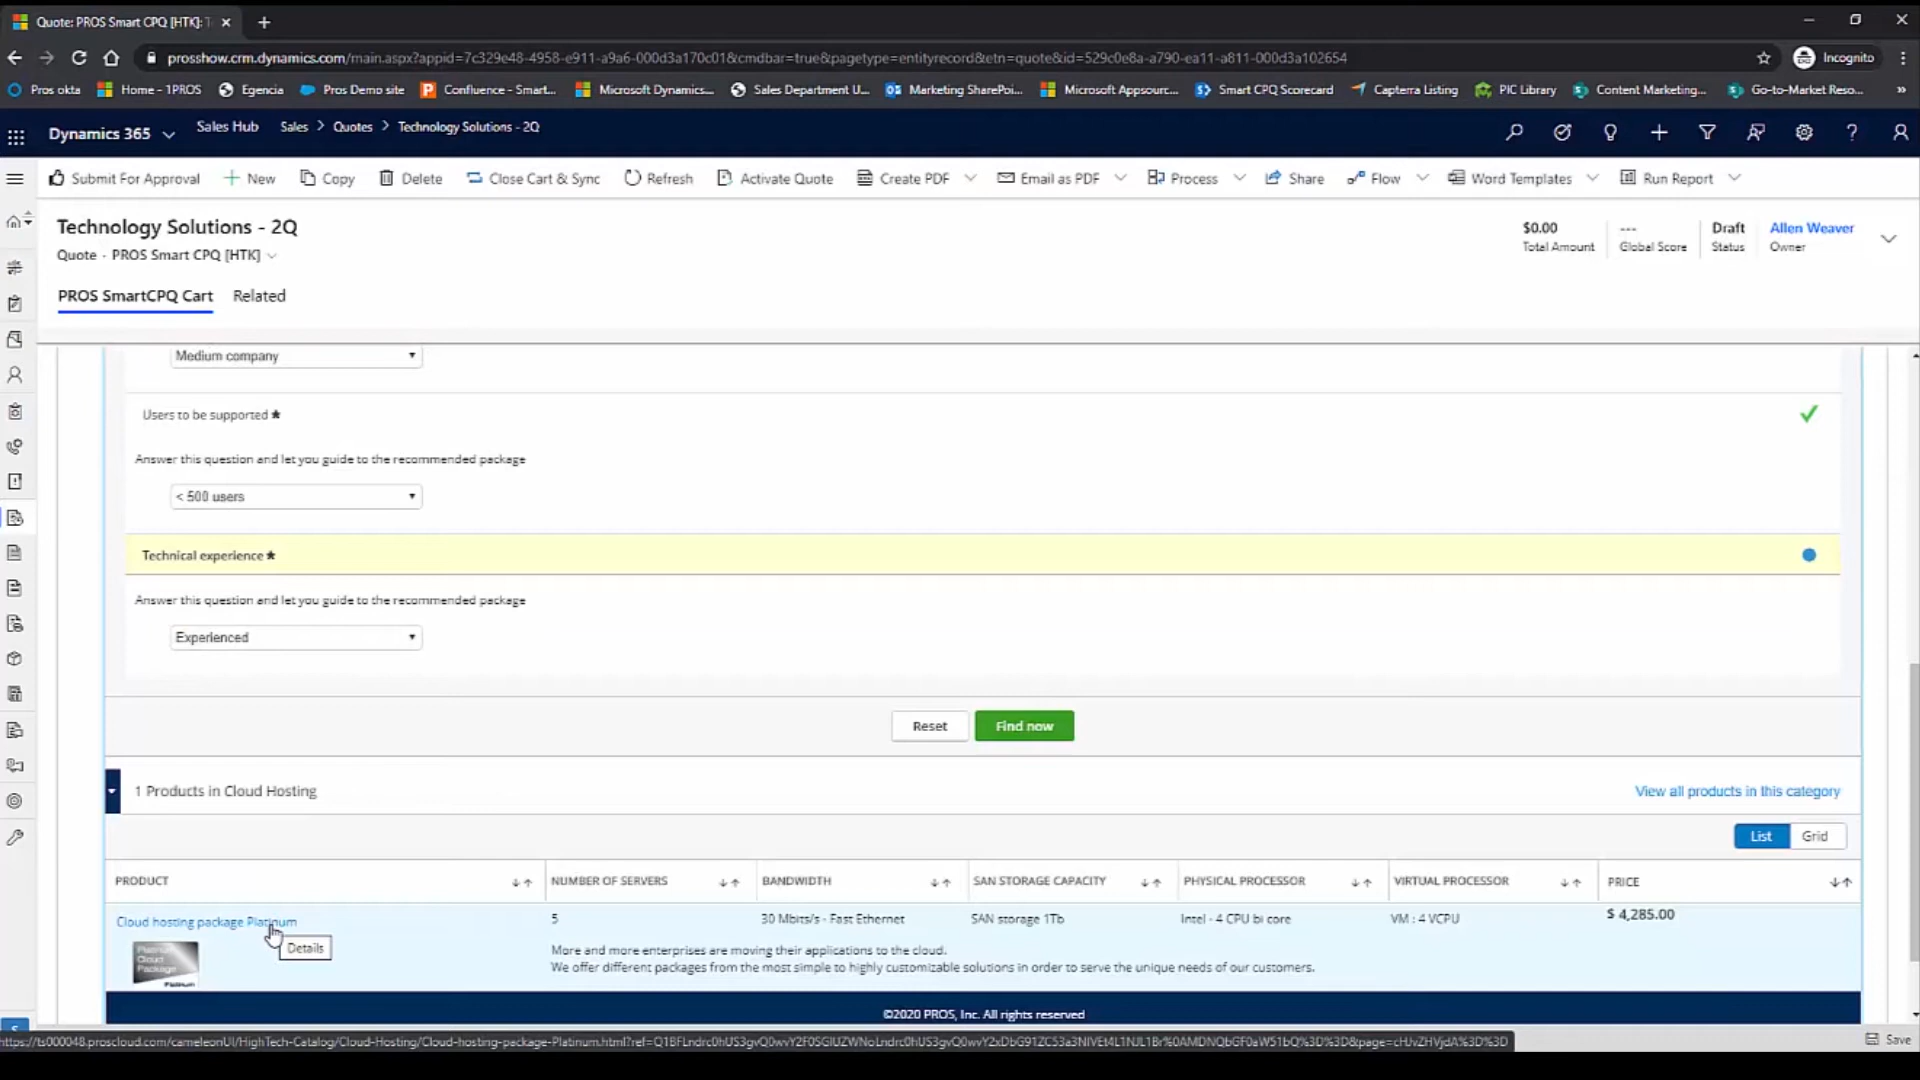 Quote: PROS Smart CPQ [HTK]: T
prosshow.crm.dynamics.com/main.aspx?appid=7c329e48-4958-e911-a9a6-000d3a170c01&cmdbar=true&pagetype=entityrecord&etn=quote&id=529c0e8a-a790-ea11-a811-000d3a102654
Incognito
Pros okta
Home - 1PROS
Egencia
Pros Demo site
Confluence - Smart...
Microsoft Dynamics...
Sales Department U...
Marketing SharePoi...
Microsoft Appsourc...
Smart CPQ Scorecard
Capterra Listing
PIC Library
Content Marketing...
Go-to-Market Reso...
»
Dynamics 365
Sales Hub
Sales > Quotes > Technology Solutions - 2Q
Submit For Approval
New
Copy
Delete
Close Cart & Sync
Refresh
Activate Quote
Create PDF
Email as PDF
Process
Share
Flow
Word Templates
Run Report
Technology Solutions - 2Q
Quote - PROS Smart CPQ [HTK]
$0.00
Total Amount
---
Global Score
Draft
Status
Allen Weaver
Owner
PROS SmartCPQ Cart
Related
Medium company
Users to be supported *
Answer this question and let you guide to the recommended package
< 500 users
Technical experience *
Answer this question and let you guide to the recommended package
Experienced
Reset
Find now
1 Products in Cloud Hosting
View all products in this category
List
Grid
PRODUCT
NUMBER OF SERVERS
BANDWIDTH
SAN STORAGE CAPACITY
PHYSICAL PROCESSOR
VIRTUAL PROCESSOR
PRICE
Cloud hosting package Platinum
5
30 Mbits/s - Fast Ethernet
SAN storage 1Tb
Intel - 4 CPU bi core
VM : 4 VCPU
$ 4,285.00
Details
More and more enterprises are moving their applications to the cloud.
We offer different packages from the most simple to highly customizable solutions in order to serve the unique needs of our customers.
Platinum
Cloud
Package
Platinum
©2020 PROS, Inc. All rights reserved
Save